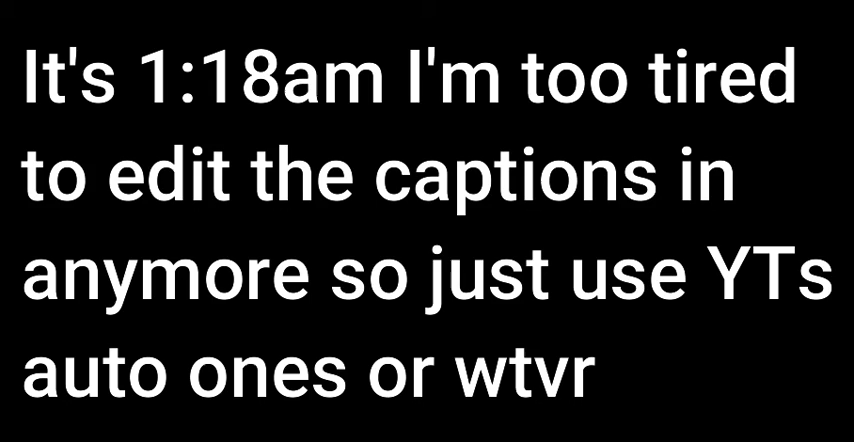 It's 1:18am I'm too tired
to edit the captions in
anymore so just use YTs
auto ones or wtvr